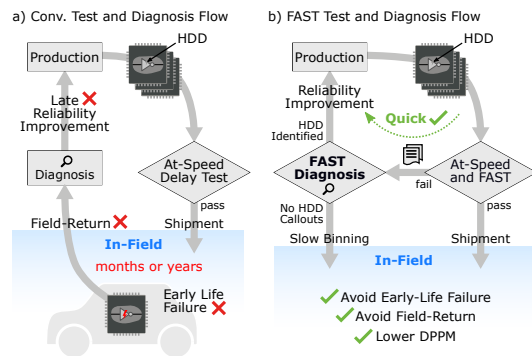 a) Conv. Test and Diagnosis Flow
HDD
Production
Late
Reliability
Improvement
Diagnosis
At-Speed
Delay Test
pass
Field-Return
Shipment
In-Field
months or years
Early Life
Failure
b) FAST Test and Diagnosis Flow
HDD
Production
Reliability
Improvement
Quick
HDD
Identified
FAST
Diagnosis
fail
At-Speed
and FAST
pass
No HDD
Callouts
Slow Binning
Shipment
In-Field
Avoid Early-Life Failure
Avoid Field-Return
Lower DPPM